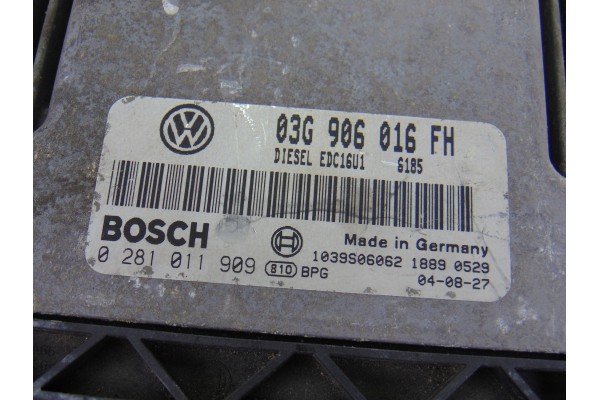 03G 906 016 FH
DIESEL EDC16U1 6185
BOSCH
Made in Germany
0 281 011 909 810 BPG
1039S06062 1889 0529
04-08-27